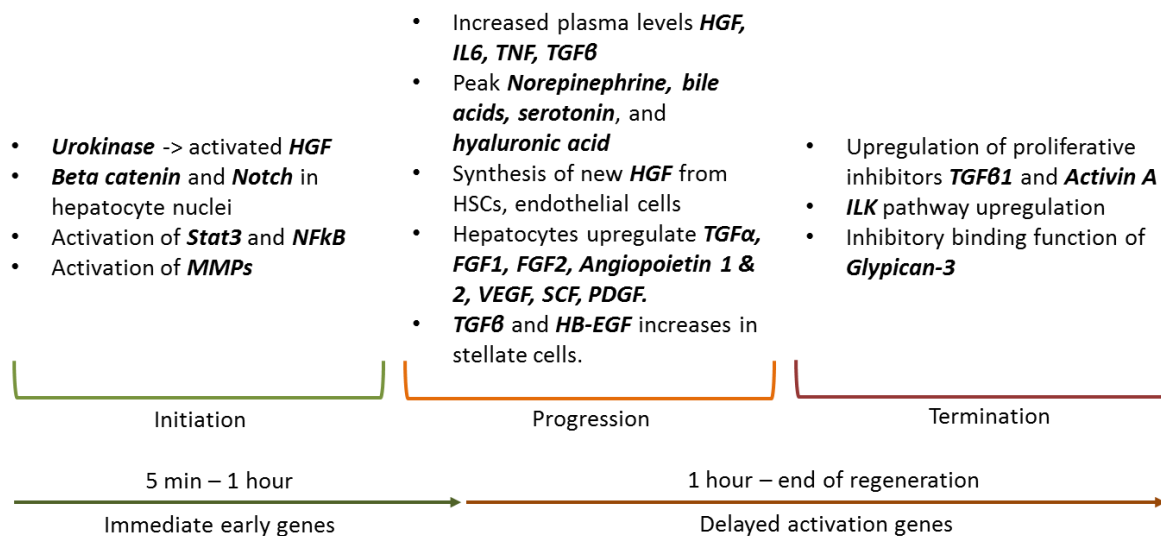 • Urokinase -> activated HGF
• Beta catenin and Notch in
hepatocyte nuclei
• Activation of Stat3 and NFkB
• Activation of MMPs
• Increased plasma levels HGF,
IL6, TNF, TGFβ
• Peak Norepinephrine, bile
acids, serotonin, and
hyaluronic acid
• Synthesis of new HGF from
HSCs, endothelial cells
• Hepatocytes upregulate TGFα,
FGF1, FGF2, Angiopoietin 1 &
2, VEGF, SCF, PDGF.
• TGFβ and HB-EGF increases in
stellate cells.
• Upregulation of proliferative
inhibitors TGFβ1 and Activin A
• ILK pathway upregulation
• Inhibitory binding function of
Glypican-3
Initiation
Progression
Termination
5 min – 1 hour
1 hour – end of regeneration
Immediate early genes
Delayed activation genes